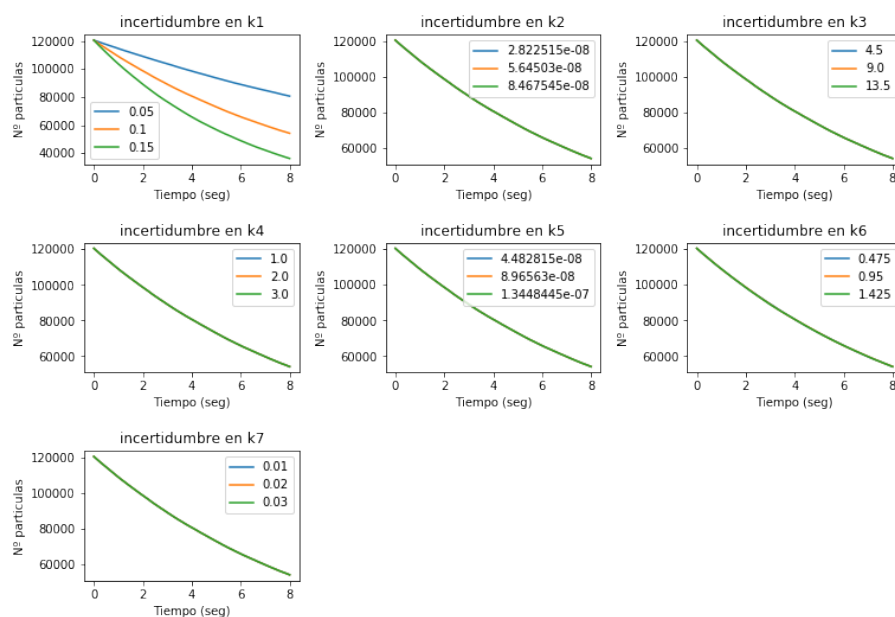 incertidumbre en k1
120000
100000
80000
60000
40000
0.05
0.1
0.15
0 2 4 6 8
Nº particulas
Tiempo (seg)
incertidumbre en k2
120000
100000
80000
60000
2.822515e-08
5.64503e-08
8.467545e-08
0 2 4 6 8
Nº particulas
Tiempo (seg)
incertidumbre en k3
120000
100000
80000
60000
4.5
9.0
13.5
0 2 4 6 8
Nº particulas
Tiempo (seg)
incertidumbre en k4
120000
100000
80000
60000
1.0
2.0
3.0
0 2 4 6 8
Nº particulas
Tiempo (seg)
incertidumbre en k5
120000
100000
80000
60000
4.482815e-08
8.96563e-08
1.3448445e-07
0 2 4 6 8
Nº particulas
Tiempo (seg)
incertidumbre en k6
120000
100000
80000
60000
0.475
0.95
1.425
0 2 4 6 8
Nº particulas
Tiempo (seg)
incertidumbre en k7
120000
100000
80000
60000
0.01
0.02
0.03
0 2 4 6 8
Nº particulas
Tiempo (seg)